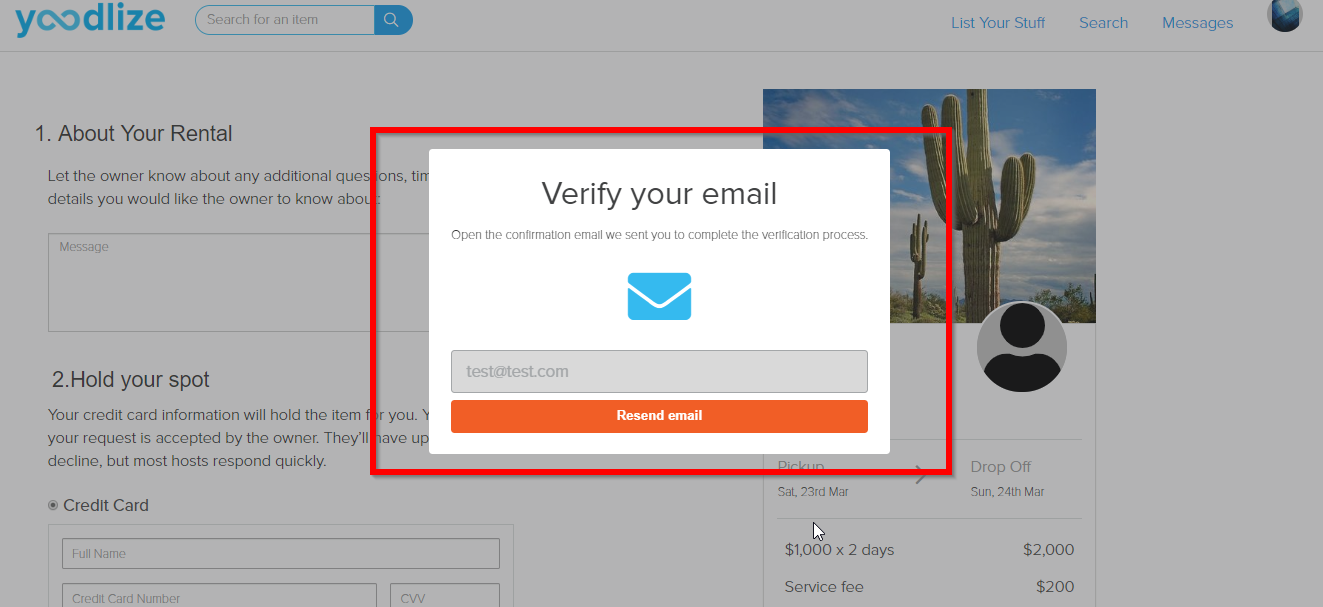 yoodlize
Search for an item
List Your Stuff
Search
Messages
1. About Your Rental
Let the owner know about any additional questions, tim
details you would like the owner to know about:
Message
2.Hold your spot
Your credit card information will hold the item for you. Y
your request is accepted by the owner. They'll have up
decline, but most hosts respond quickly.
Credit Card
Full Name
Credit Card Number
CVV
Verify your email
Open the confirmation email we sent you to complete the verification process.
test@test.com
Resend email
Pickup
Drop Off
Sat, 23rd Mar
Sun, 24th Mar
$1,000 x 2 days
$2,000
Service fee
$200